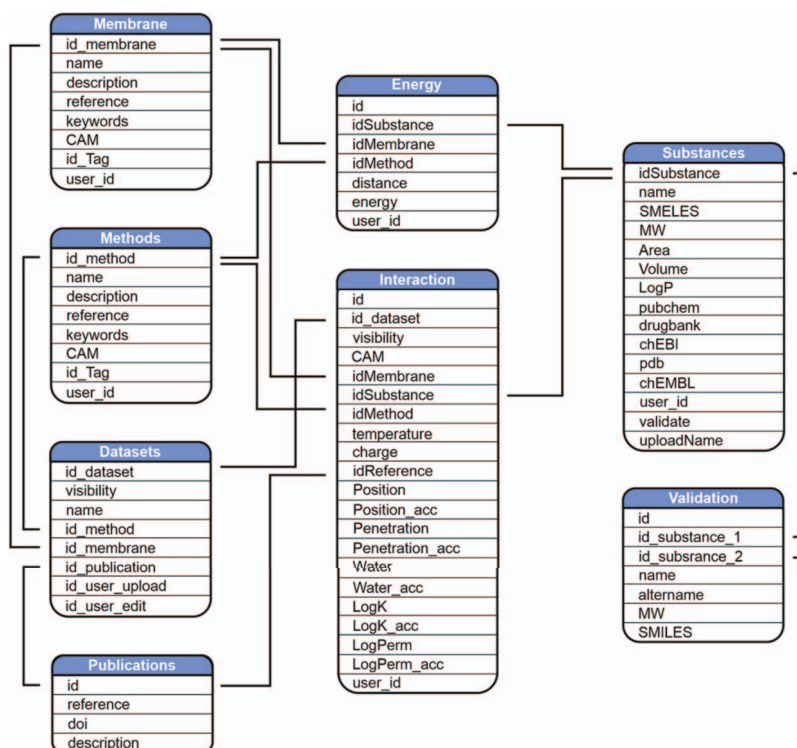 Membrane
id_membrane
name
description
reference
keywords
CAM
id_Tag
user_id
Methods
id_method
name
description
reference
keywords
CAM
id_Tag
user_id
Datasets
id_dataset
visibility
name
id_method
id_membrane
id_publication
id_user_upload
id_user_edit
Publications
id
reference
doi
description
Energy
id
idSubstance
idMembrane
idMethod
distance
energy
user_id
Interaction
id
id_dataset
visibility
CAM
idMembrane
idSubstance
idMethod
temperature
charge
idReference
Position
Position_acc
Penetration
Penetration_acc
Water
Water_acc
LogK
LogK_acc
LogPerm
LogPerm_acc
user_id
Substances
idSubstance
name
SMELES
MW
Area
Volume
LogP
pubchem
drugbank
chEBI
pdb
chEMBL
user_id
validate
uploadName
Validation
id
id_substance_1
id_subsrance_2
name
altername
MW
SMILES